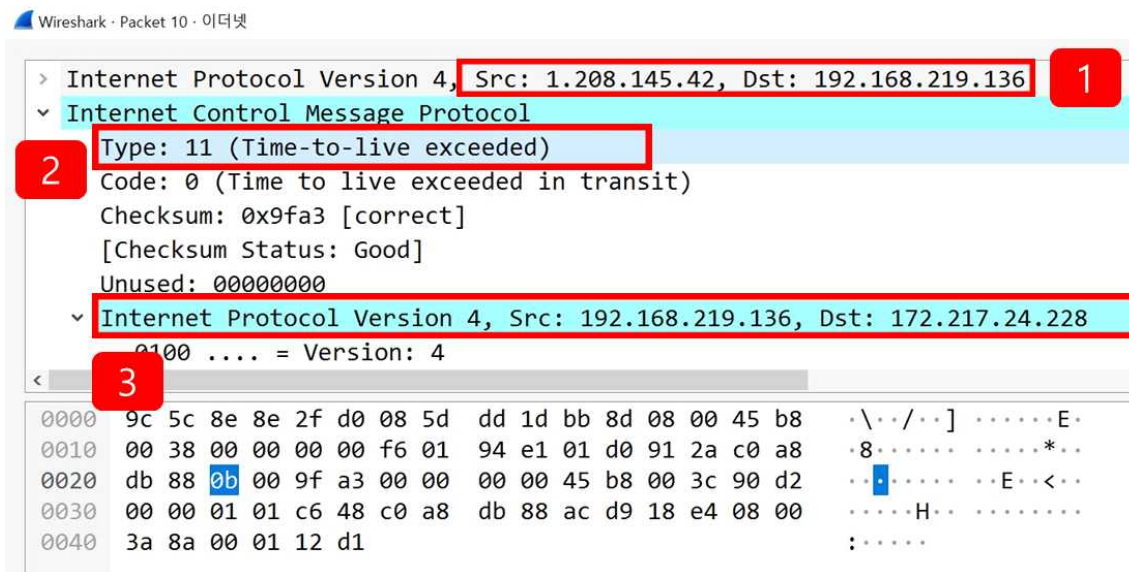 Wireshark · Packet 10 · 이더넷
> Internet Protocol Version 4, Src: 1.208.145.42, Dst: 192.168.219.136
1
Internet Control Message Protocol
Type: 11 (Time-to-live exceeded)
2
Code: 0 (Time to live exceeded in transit)
Checksum: 0x9fa3 [correct]
[Checksum Status: Good]
Unused: 00000000
Internet Protocol Version 4, Src: 192.168.219.136, Dst: 172.217.24.228
0100 .... = Version: 4
3
0000 9c 5c 8e 8e 2f d0 08 5d dd 1d bb 8d 08 00 45 b8 ·\··/··] ······E·
0010 00 38 00 00 00 00 f6 01 94 e1 01 d0 91 2a c0 a8 ·8······ ·····*··
0020 db 88 0b 00 9f a3 00 00 00 00 45 b8 00 3c 90 d2 ········ ··E··<··
0030 00 00 01 01 c6 48 c0 a8 db 88 ac d9 18 e4 08 00 ·····H·· ········
0040 3a 8a 00 01 12 d1 :·····